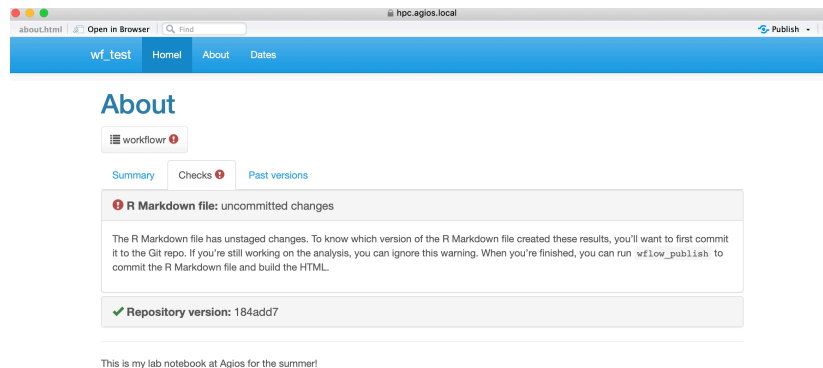 hpc.agios.local
about.html Open in Browser Find Publish
wf_test Homel About Dates
About
workflowr
Summary Checks Past versions
R Markdown file: uncommitted changes
The R Markdown file has unstaged changes. To know which version of the R Markdown file created these results, you'll want to first commit
it to the Git repo. If you're still working on the analysis, you can ignore this warning. When you're finished, you can run wflow_publish to
commit the R Markdown file and build the HTML.
Repository version: 184add7
This is my lab notebook at Agios for the summer!